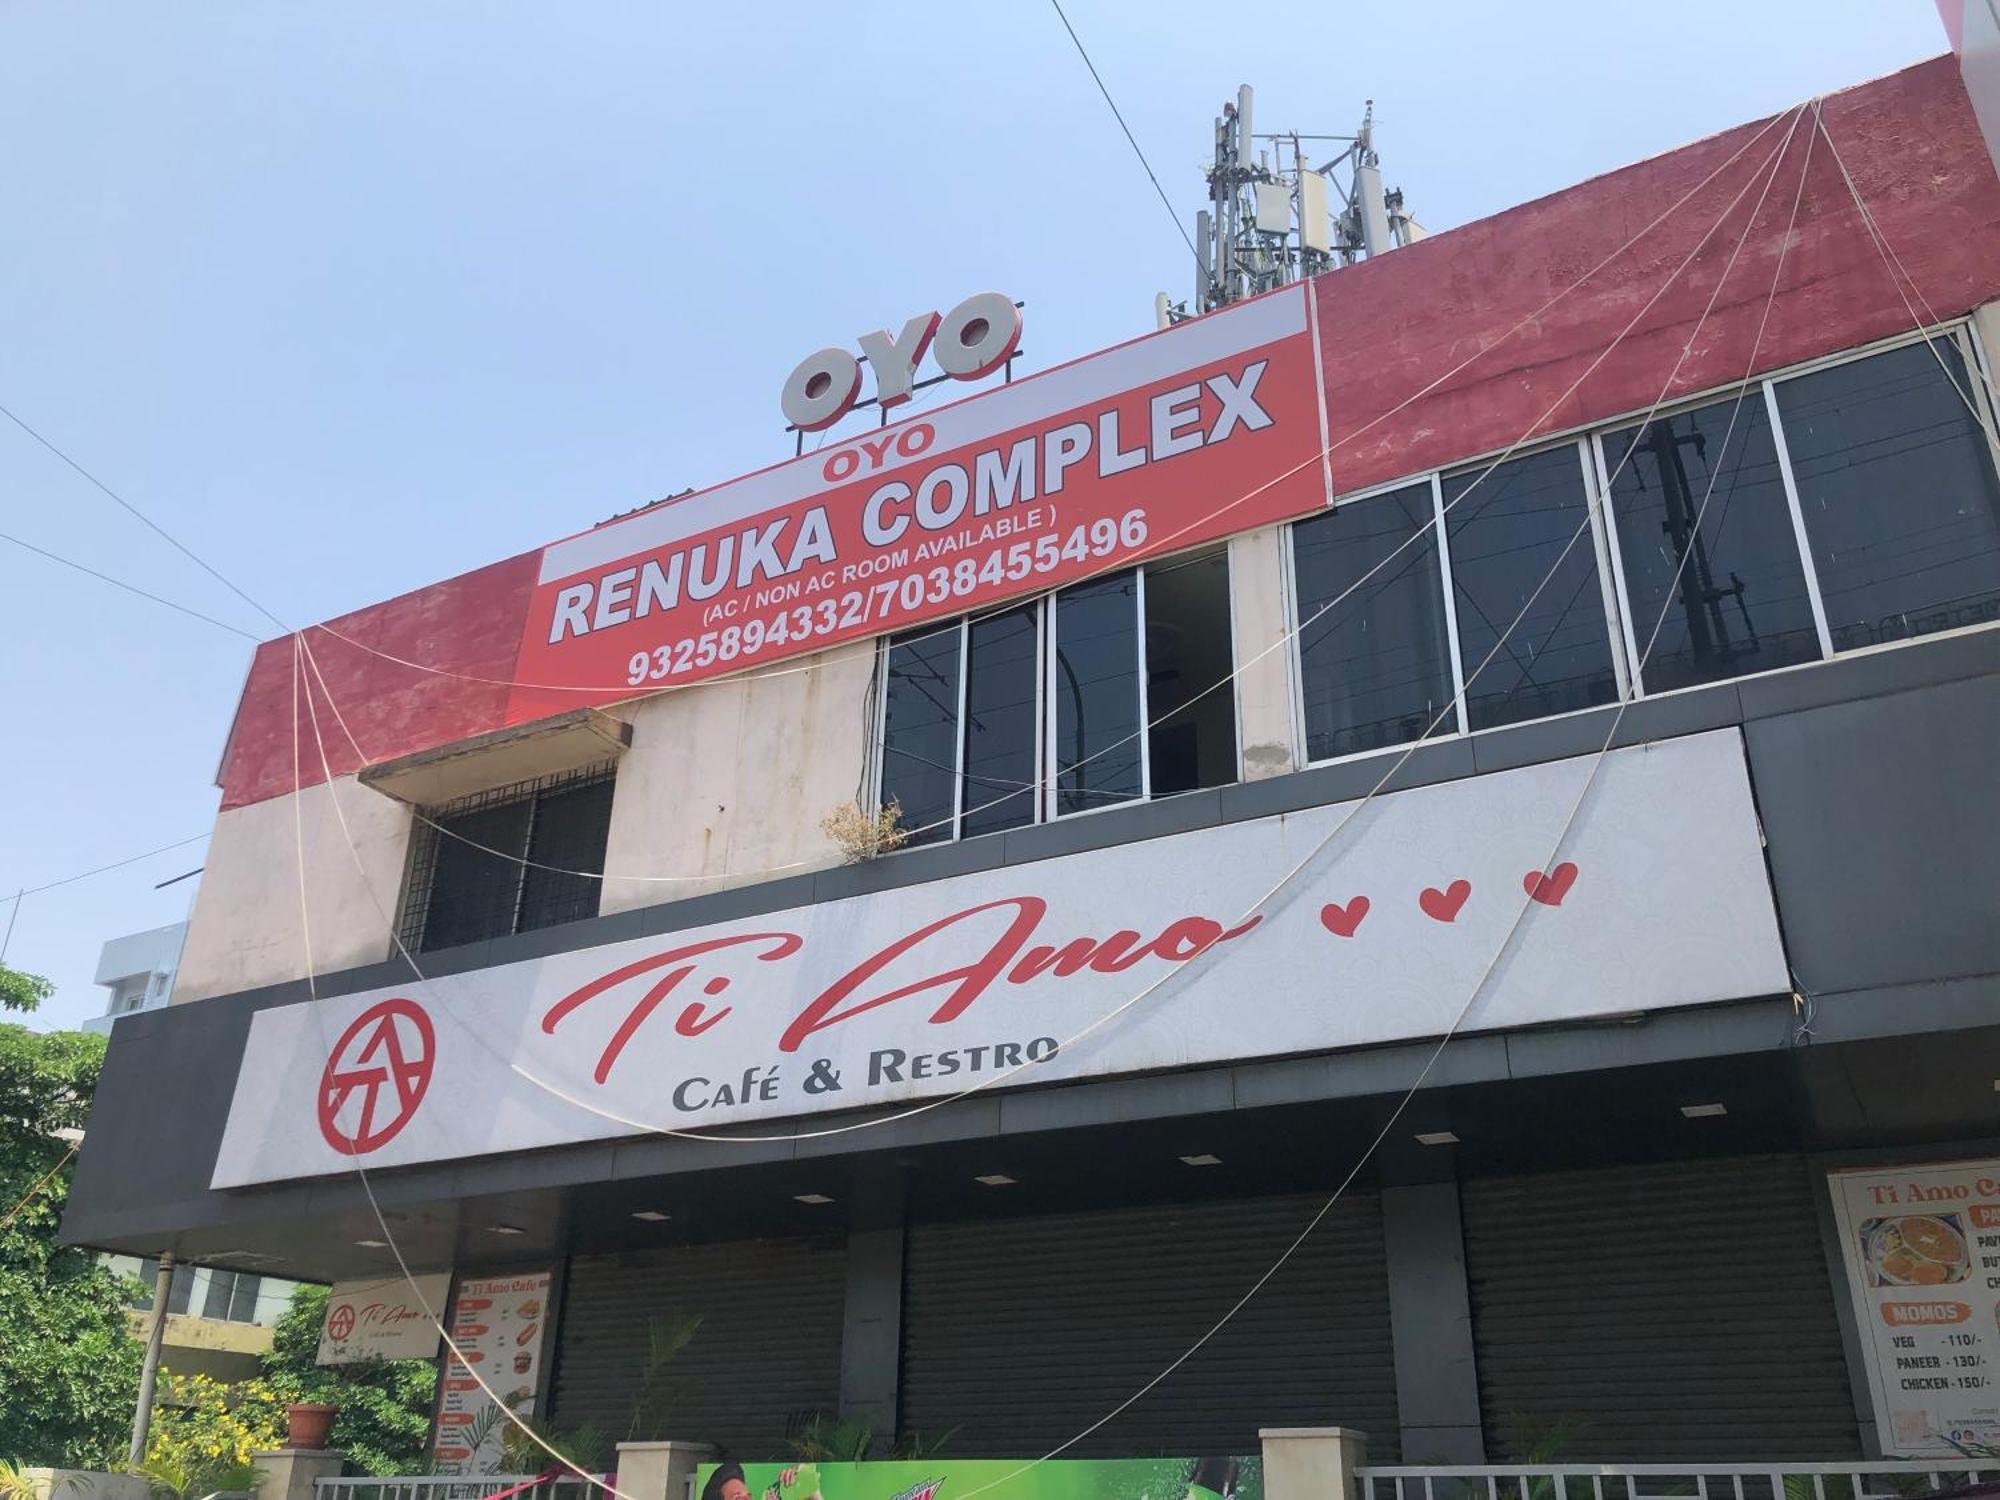 OYO
OYO
RENUKA COMPLEX
(AC / NON AC ROOM AVAILABLE )
9325894332/7038455496
Ti Amo
Café & Restro
Ti Amo
Ti Amo Cafe
Ti Amo
MOMOS
VEG - 110/-
PANEER - 130/-
CHICKEN - 150/-